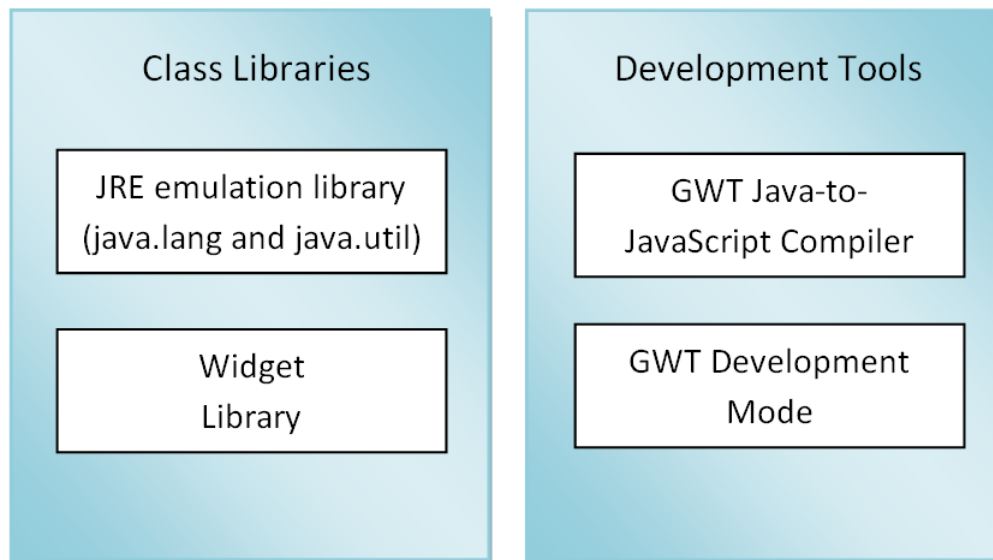 Class Libraries
JRE emulation library
(java.lang and java.util)
Widget
Library
Development Tools
GWT Java-to-
JavaScript Compiler
GWT Development
Mode